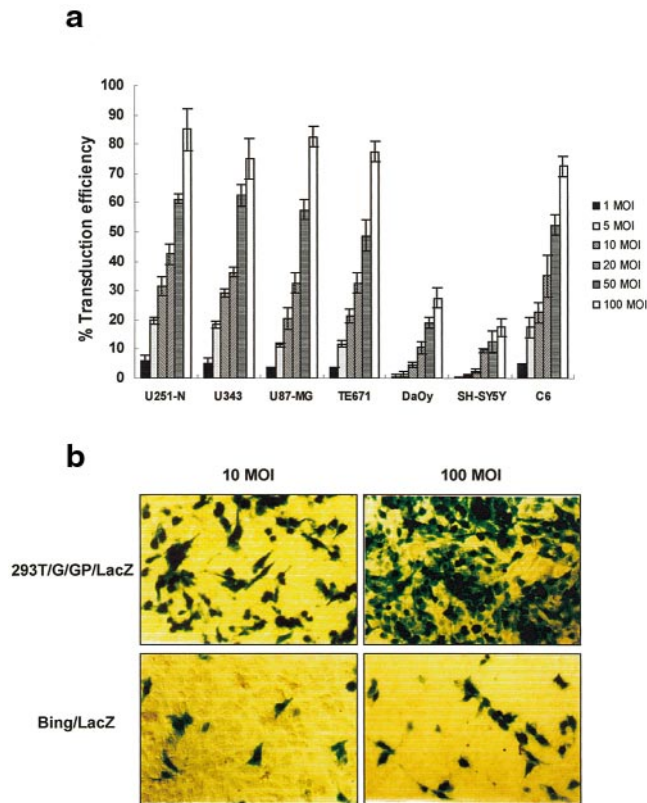 a
% Transduction efficiency
100
90
80
70
60
50
40
30
20
10
0
U251-N U343 U87-MG TE671 DaOy SH-SY5Y C6
1 MOI
5 MOI
10 MOI
20 MOI
50 MOI
100 MOI
b
10 MOI 100 MOI
293T/G/GP/LacZ
Bing/LacZ